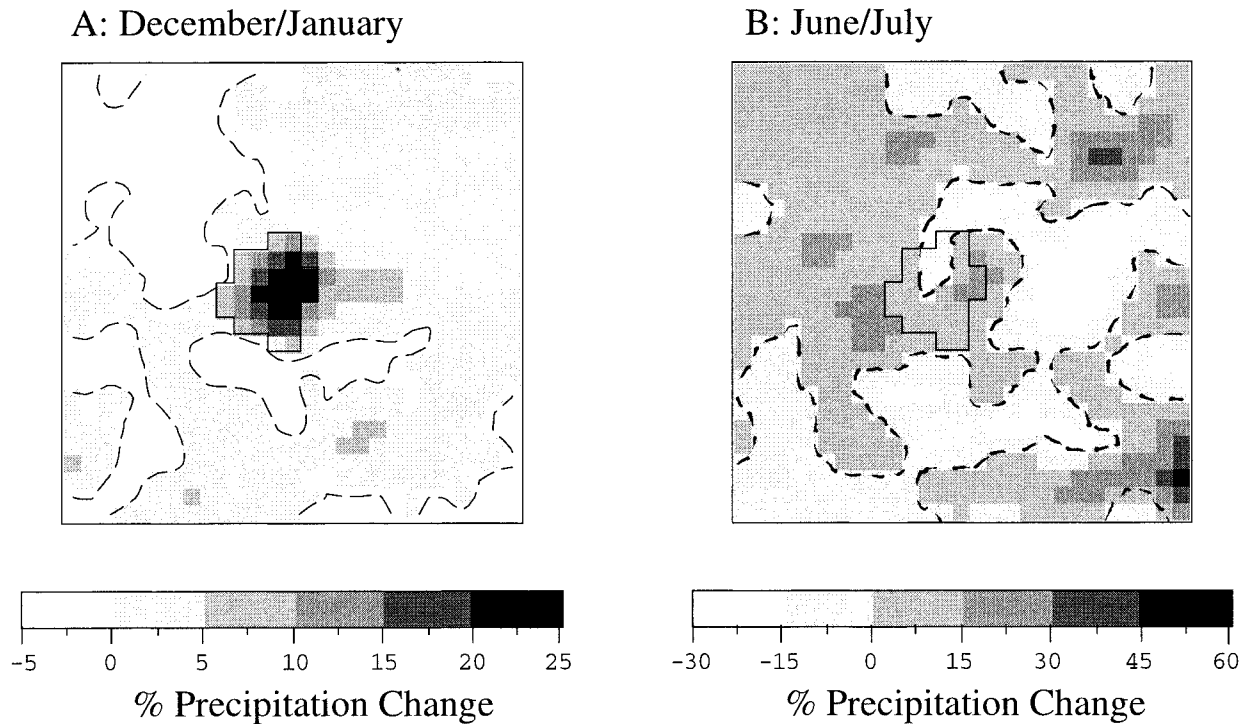 A: December/January
B: June/July
-5 0 5 10 15 20 25
-30 -15 0 15 30 45 60
% Precipitation Change
% Precipitation Change